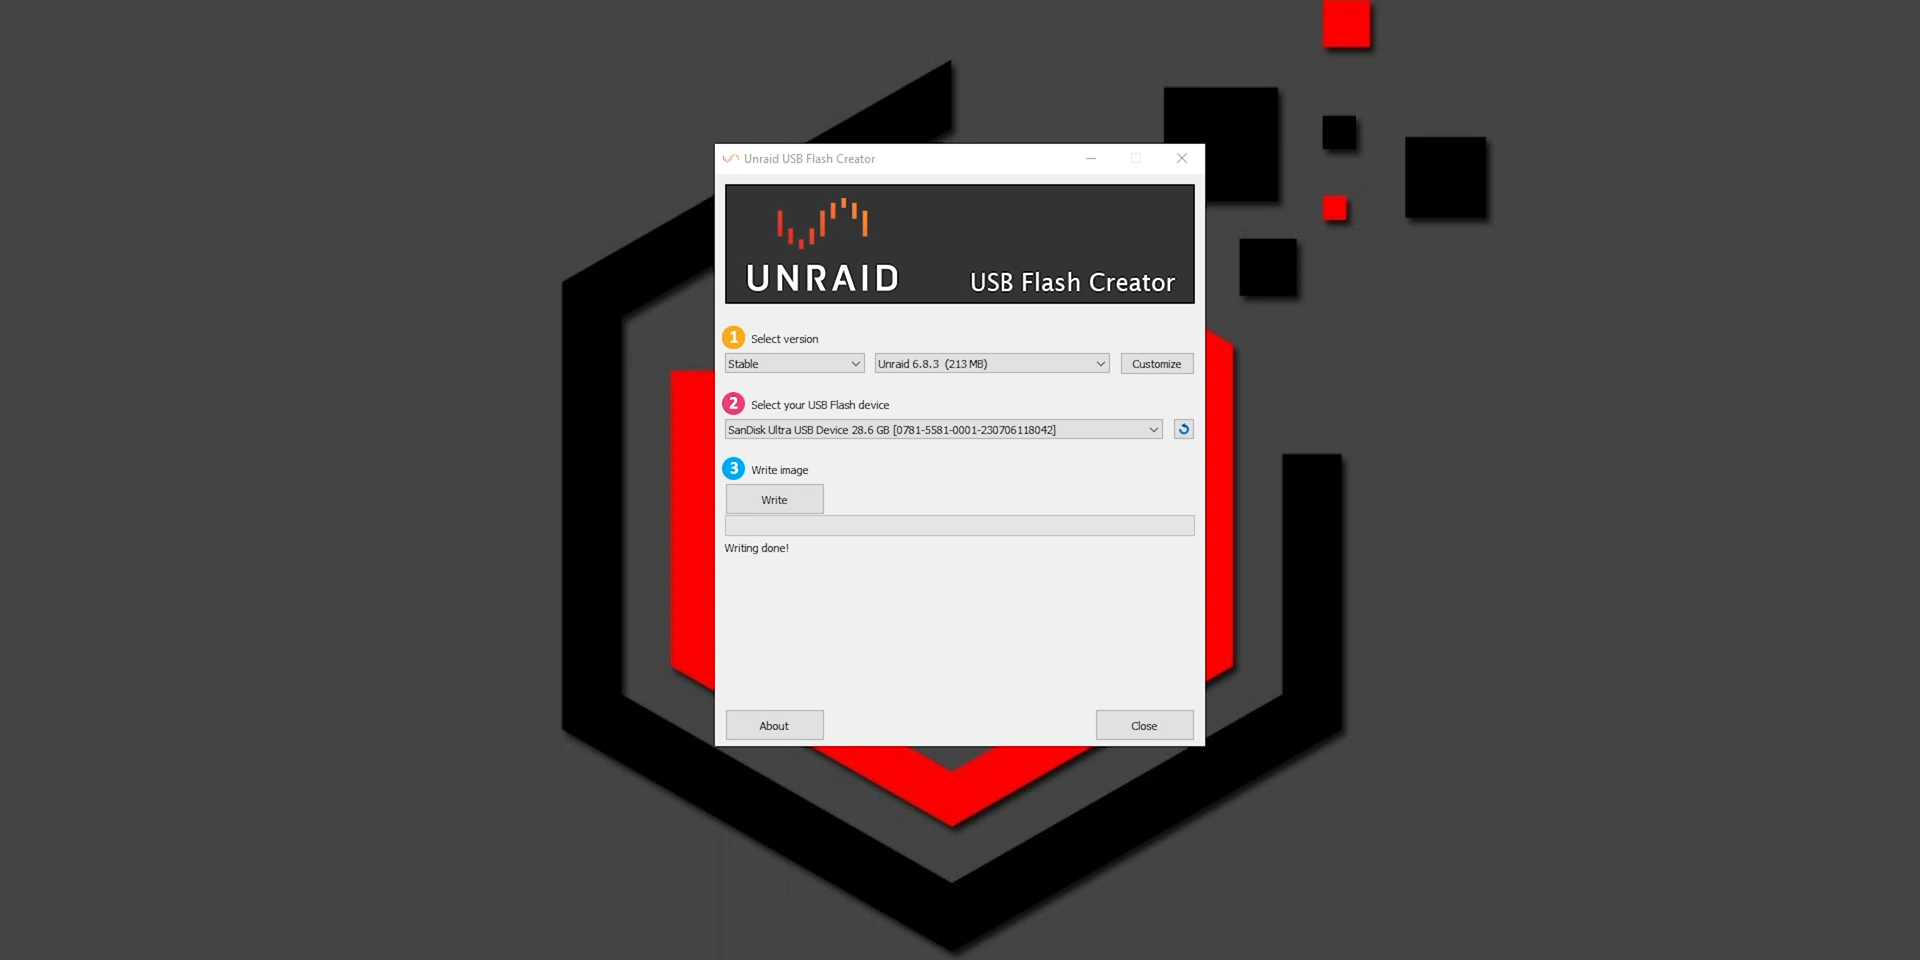 Unraid USB Flash Creator
UNRAID
USB Flash Creator
1 Select version
Stable Unraid 6.8.3 (213 MB) Customize
2 Select your USB Flash device
SanDisk Ultra USB Device 28.6 GB [0781-5581-0001-230706118042]
3 Write image
Write
Writing done!
About Close